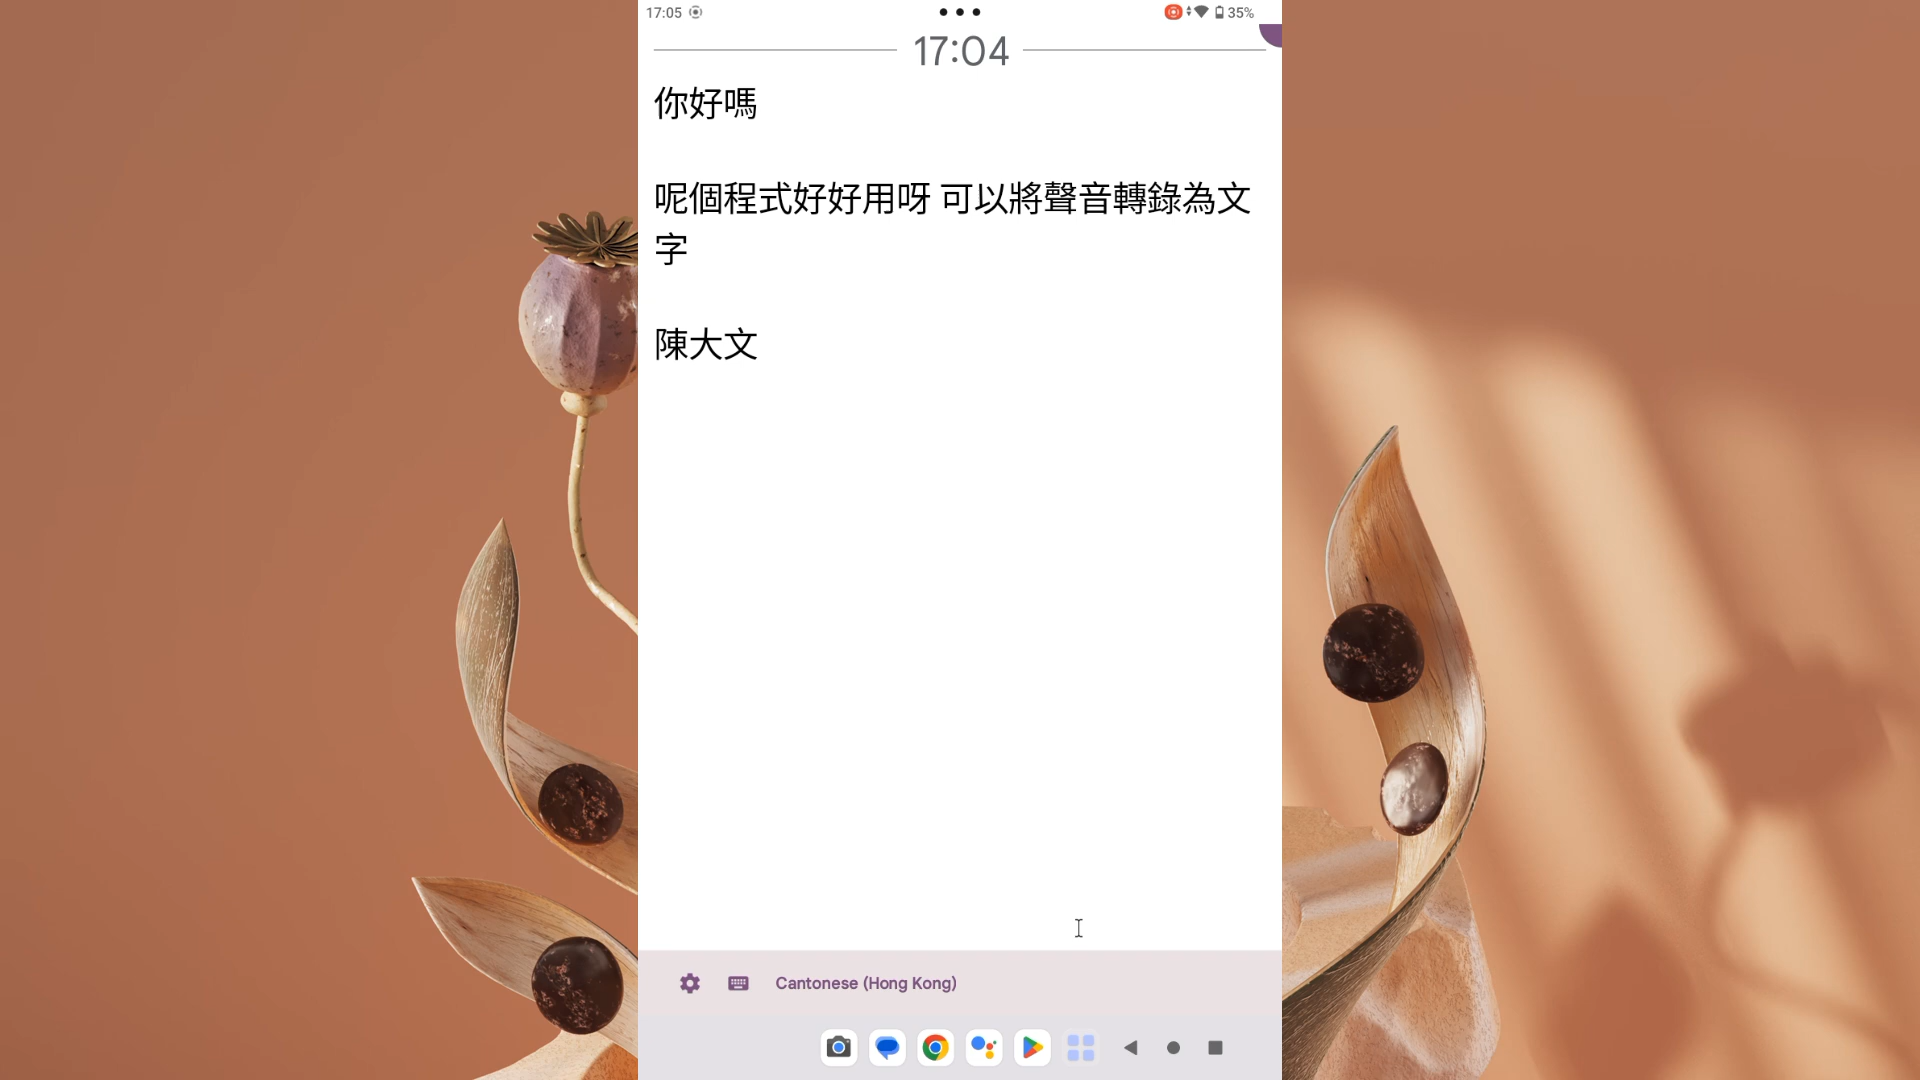 17:05 35%
17:04
你好嗎
呢個程式好好用呀 可以將聲音轉錄為文
字
陳大文
Cantonese (Hong Kong)